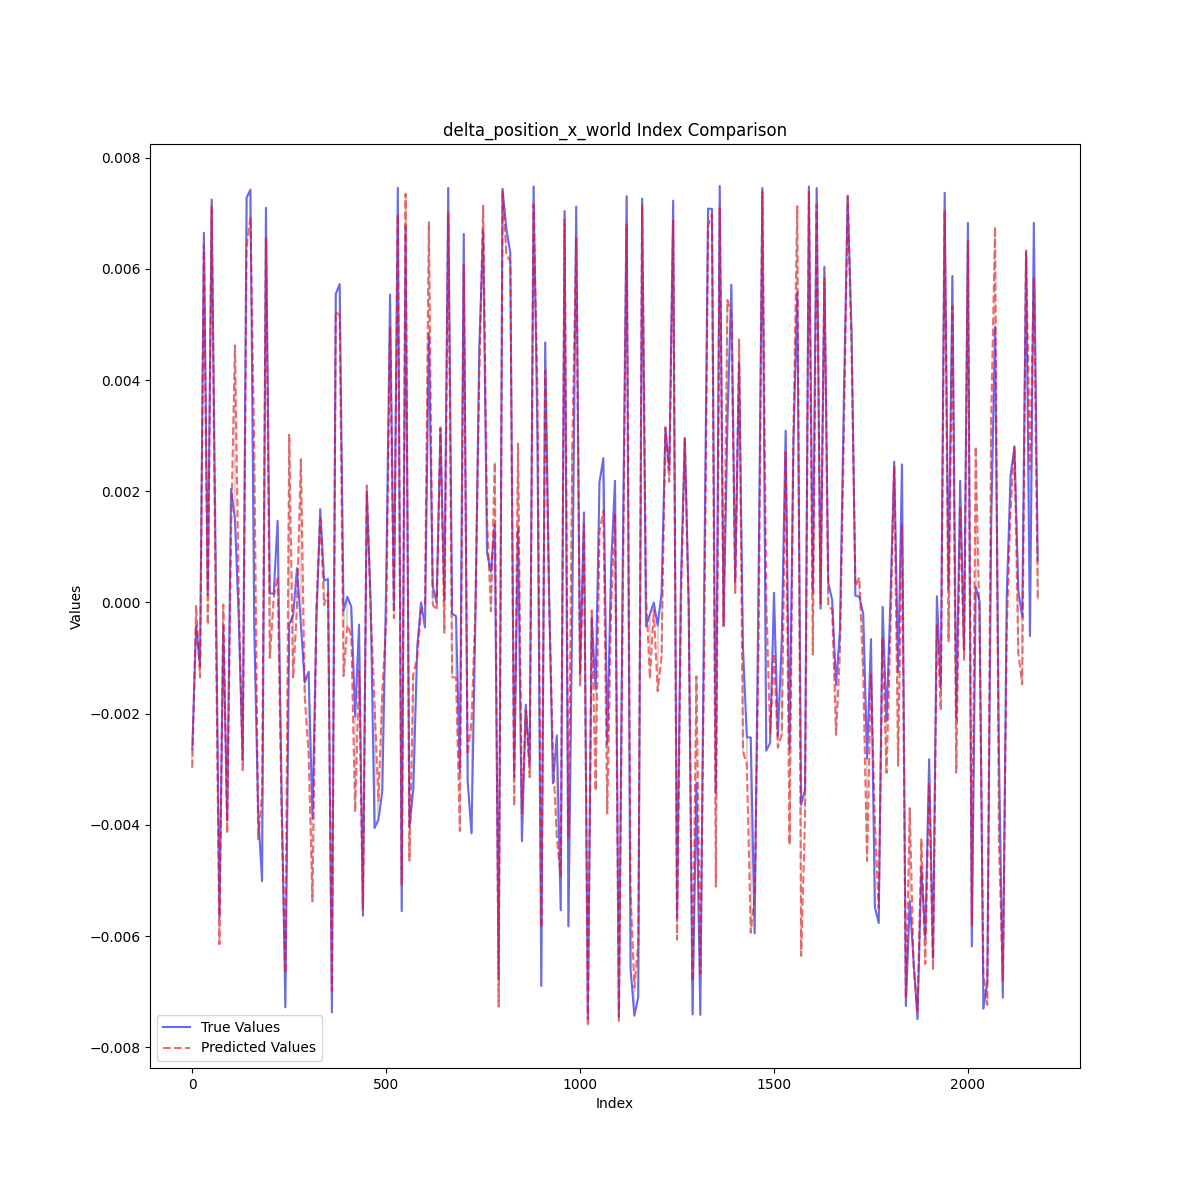 delta_position_x_world Index Comparison
0.008
0.006
0.004
0.002
0.000
−0.002
−0.004
−0.006
−0.008
Values
True Values
Predicted Values
0 500 1000 1500 2000
Index